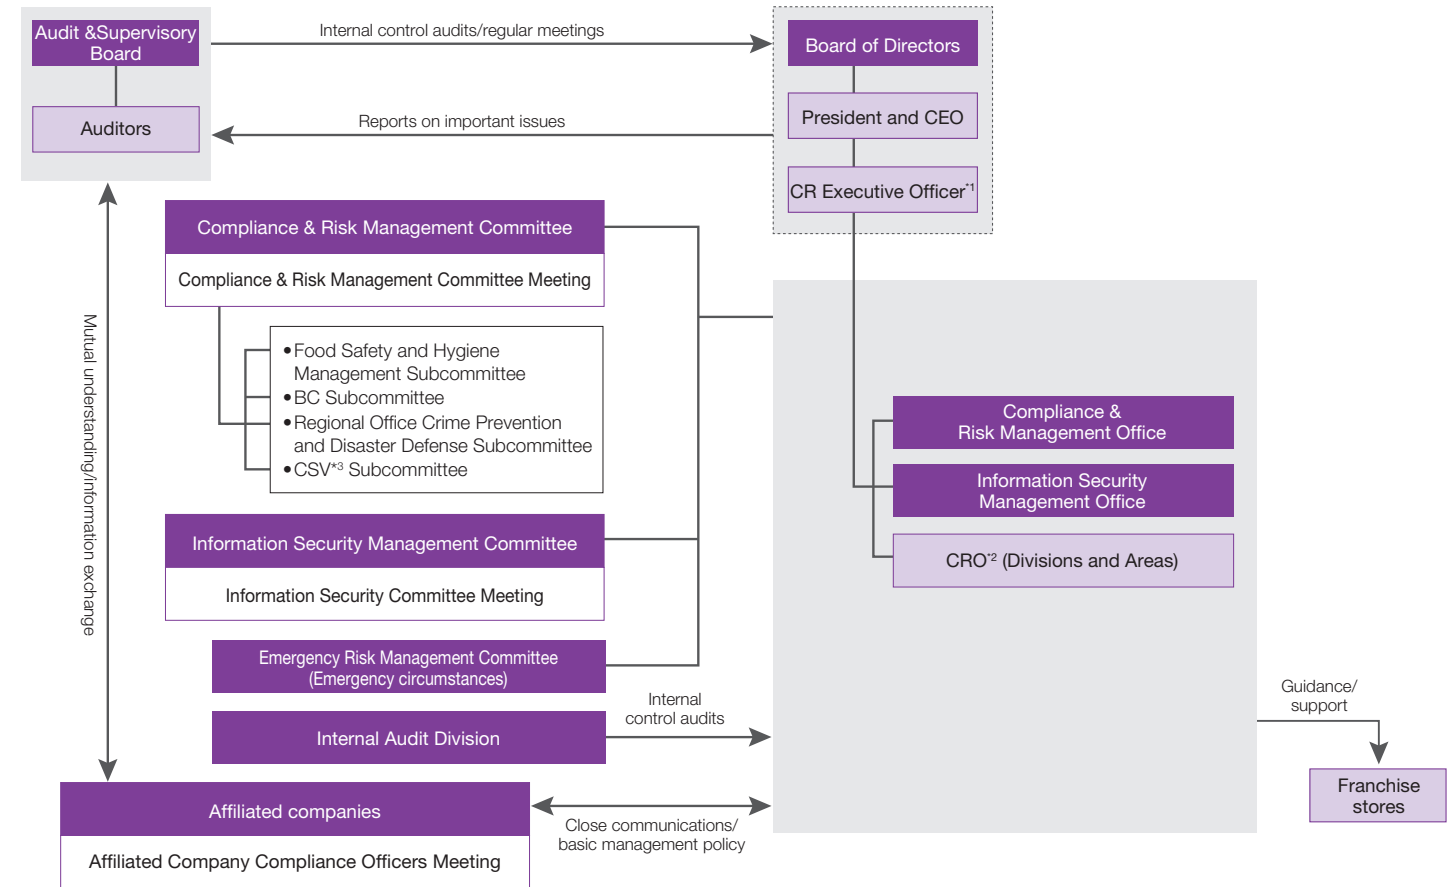 Audit &Supervisory
Board
Auditors
Internal control audits/regular meetings
Reports on important issues
Board of Directors
President and CEO
CR Executive Officer*1
Compliance & Risk Management Committee
Compliance & Risk Management Committee Meeting
•Food Safety and Hygiene
Management Subcommittee
•BC Subcommittee
•Regional Office Crime Prevention
and Disaster Defense Subcommittee
•CSV*3 Subcommittee
Mutual understanding/information exchange
Information Security Management Committee
Information Security Committee Meeting
Emergency Risk Management Committee
(Emergency circumstances)
Internal Audit Division
Internal
control audits
Affiliated companies
Affiliated Company Compliance Officers Meeting
Close communications/
basic management policy
Compliance &
Risk Management Office
Information Security
Management Office
CRO*2 (Divisions and Areas)
Guidance/
support
Franchise
stores